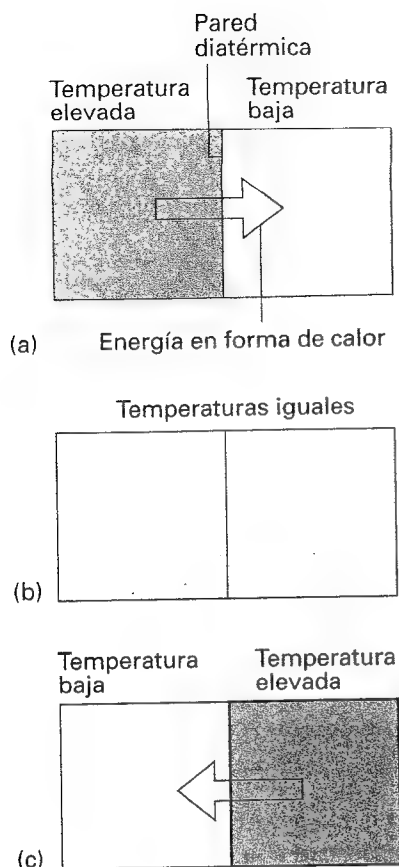 Pared
diatérmica
Temperatura Temperatura
elevada baja
(a) Energía en forma de calor
Temperaturas iguales
(b)
Temperatura Temperatura
baja elevada
(c)